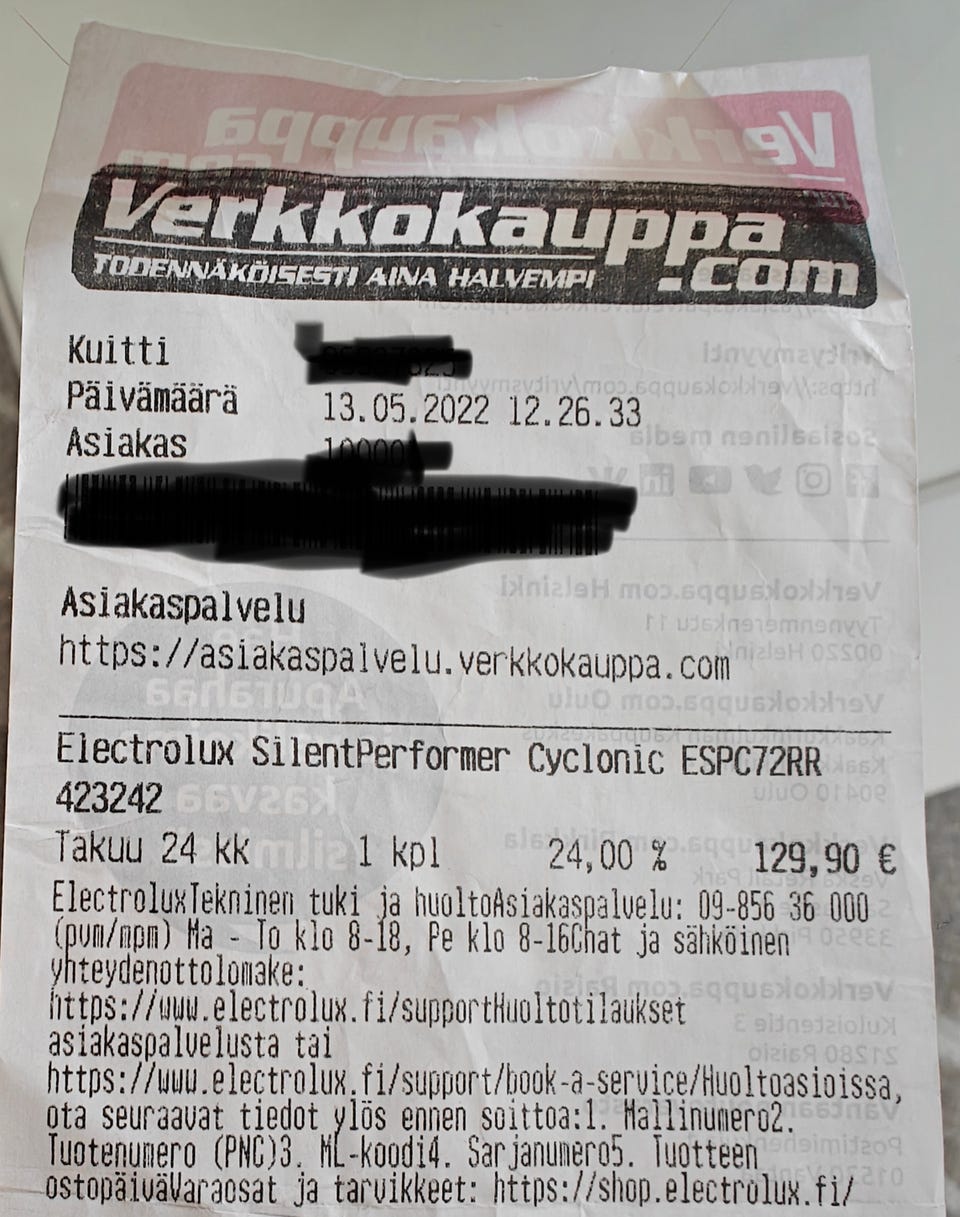 Verkkokauppa
.com
TODENNÄKÖISESTI AINA HALVEMPI
Kuitti
Päivämäärä 13.05.2022 12.26.33
Asiakas
Asiakaspalvelu
https://asiakaspalvelu.verkkokauppa.com
Electrolux SilentPerformer Cyclonic ESPC72RR
423242
Takuu 24 kk 1 kpl 24,00 % 129,90 €
ElectroluxTekninen tuki ja huoltoAsiakaspalvelu: 09-856 36 000
(pvm/mpm) Ma - To klo 8-18, Pe klo 8-16Chat ja sähköinen
yhteydenottolomake:
https://www.electrolux.fi/supportHuoltotilaukset
asiakaspalvelusta tai
https://www.electrolux.fi/support/book-a-service/Huoltoasioissa,
ota seuraavat tiedot ylös ennen soittoa:1. Mallinumero2.
Tuotenumero (PNC)3. ML-koodi4. Sarjanumero5. Tuotteen
ostopäiväVaraosat ja tarvikkeet: https://shop.electrolux.fi/